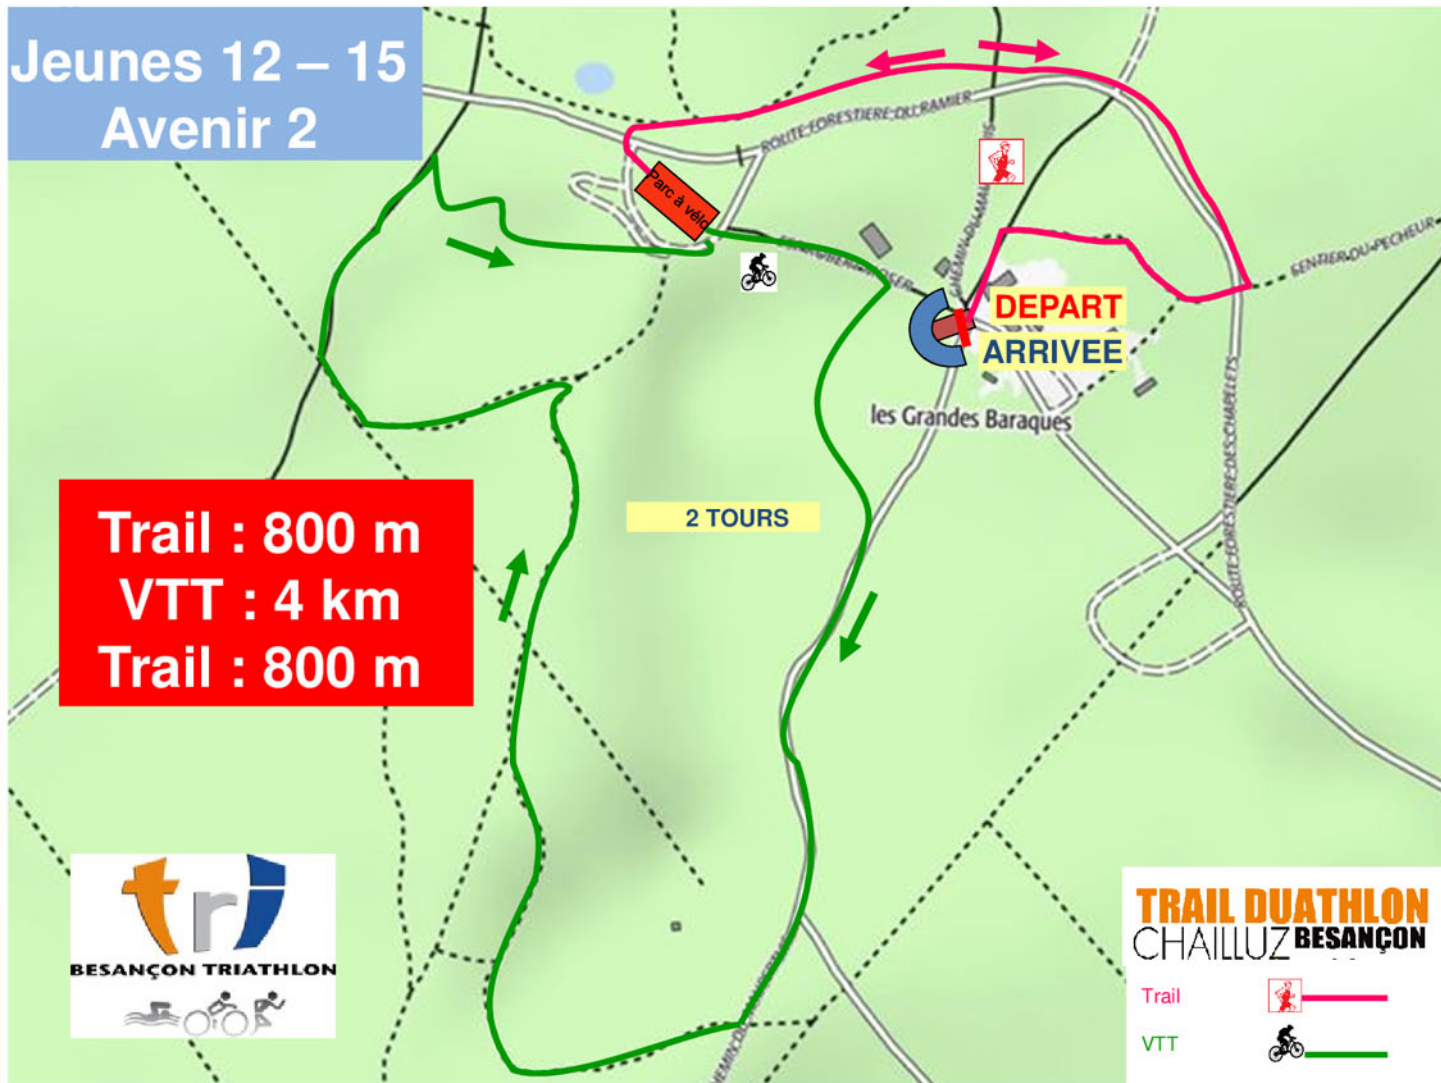 Jeunes 12 – 15
Avenir 2
ROUTE FORESTIERE DU RAMIER
Parc à vélo
SENTIER DU PECHEUR
DEPART
ARRIVEE
les Grandes Baraques
ROUTE FORESTIERE DES CHAPELETS
2 TOURS
Trail : 800 m
VTT : 4 km
Trail : 800 m
tri
BESANÇON TRIATHLON
TRAIL DUATHLON
CHAILLUZ BESANÇON
Trail
VTT